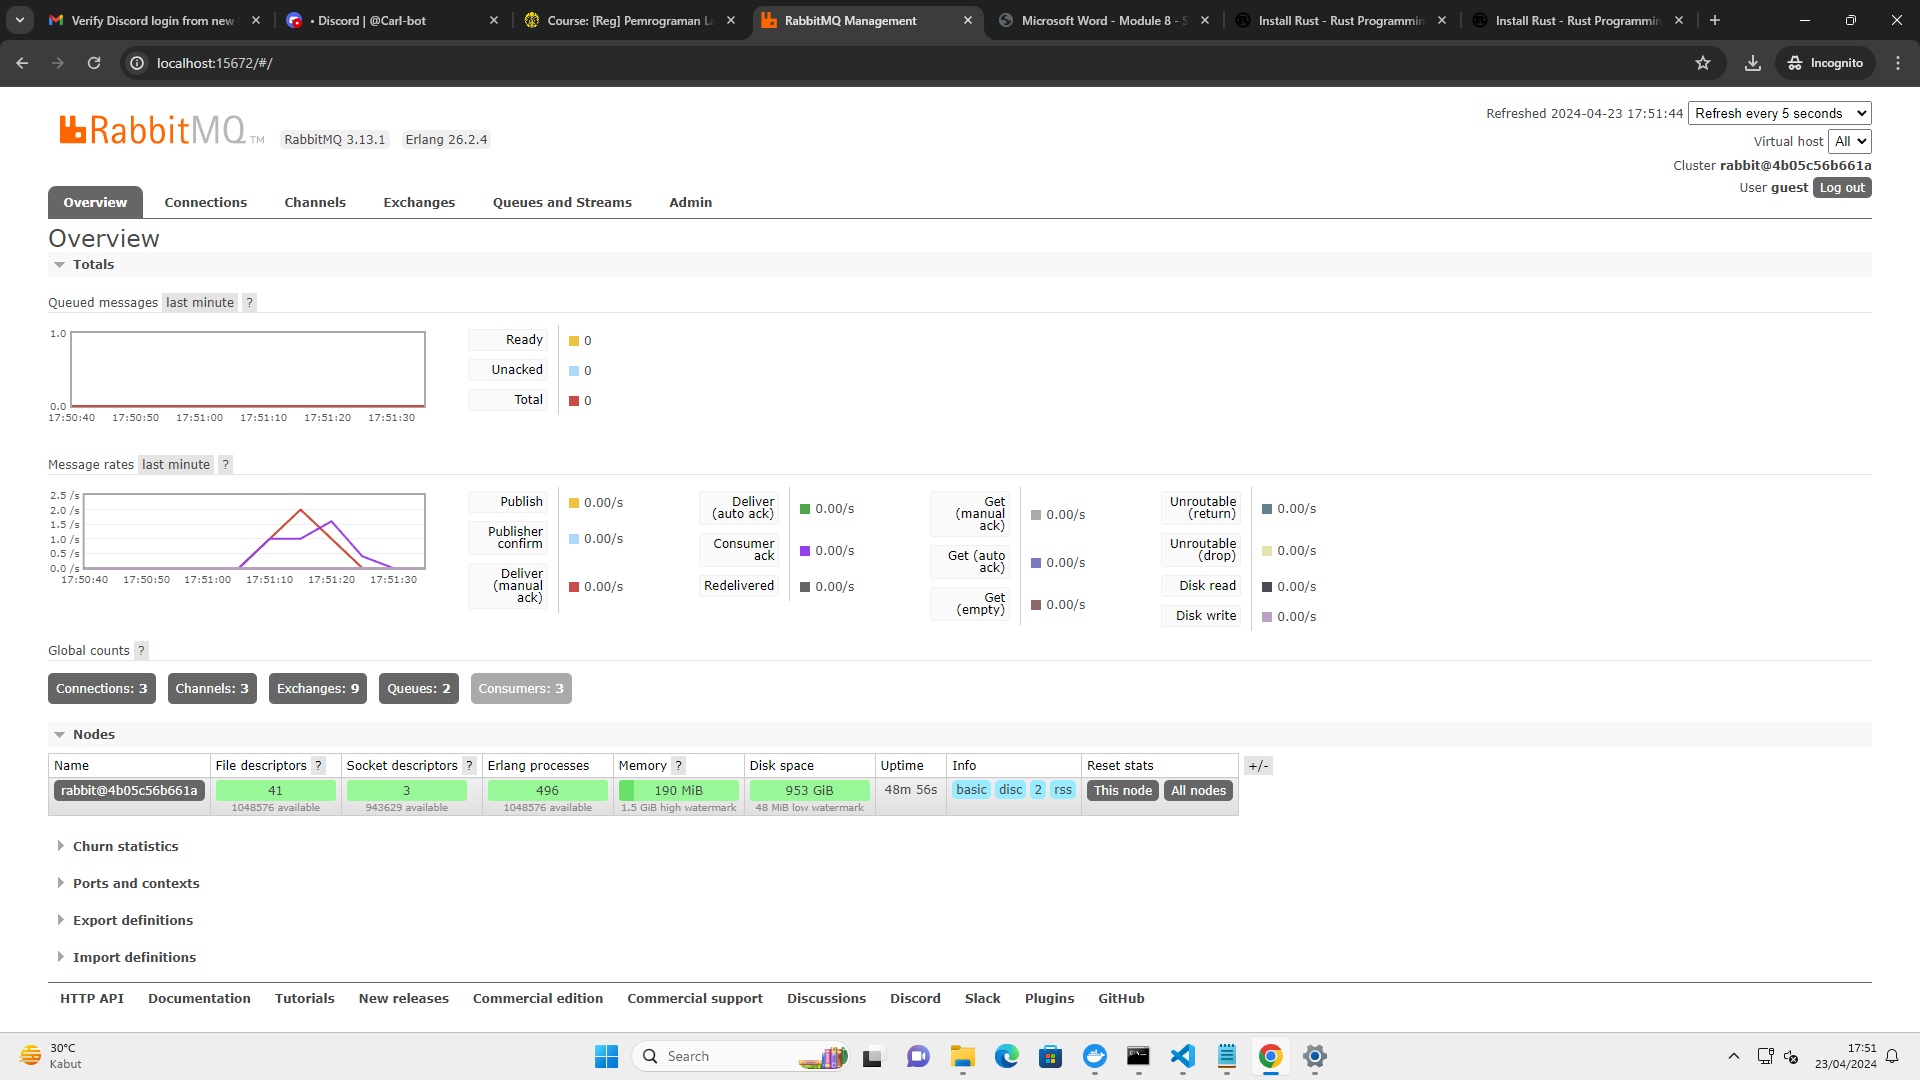 Verify Discord login from new
• Discord | @Carl-bot
Course: [Reg] Pemrograman L
RabbitMQ Management
Microsoft Word - Module 8 - S
Install Rust - Rust Programmin
Install Rust - Rust Programmin
localhost:15672/#/
Incognito
RabbitMQ TM
RabbitMQ 3.13.1
Erlang 26.2.4
Refreshed 2024-04-23 17:51:44
Refresh every 5 seconds
Virtual host
All
Cluster rabbit@4b05c56b661a
User guest
Log out
Overview
Connections
Channels
Exchanges
Queues and Streams
Admin
Overview
Totals
Queued messages last minute ?
1.0
0.0
17:50:40 17:50:50 17:51:00 17:51:10 17:51:20 17:51:30
Ready 0
Unacked 0
Total 0
Message rates last minute ?
2.5 /s
2.0 /s
1.5 /s
1.0 /s
0.5 /s
0.0 /s
17:50:40 17:50:50 17:51:00 17:51:10 17:51:20 17:51:30
Publish 0.00/s
Publisher
confirm 0.00/s
Deliver
(manual
ack) 0.00/s
Deliver
(auto ack) 0.00/s
Consumer
ack 0.00/s
Redelivered 0.00/s
Get
(manual
ack) 0.00/s
Get (auto
ack) 0.00/s
Get
(empty) 0.00/s
Unroutable
(return) 0.00/s
Unroutable
(drop) 0.00/s
Disk read 0.00/s
Disk write 0.00/s
Global counts ?
Connections: 3
Channels: 3
Exchanges: 9
Queues: 2
Consumers: 3
Nodes
Name File descriptors ? Socket descriptors ? Erlang processes Memory ? Disk space Uptime Info Reset stats +/-
rabbit@4b05c56b661a 41 3 496 190 MiB 953 GiB 48m 56s basic disc 2 rss This node All nodes
1048576 available 943629 available 1048576 available 1.5 GiB high watermark 48 MiB low watermark
Churn statistics
Ports and contexts
Export definitions
Import definitions
HTTP API Documentation Tutorials New releases Commercial edition Commercial support Discussions Discord Slack Plugins GitHub
30°C
Kabut
Search
17:51
23/04/2024